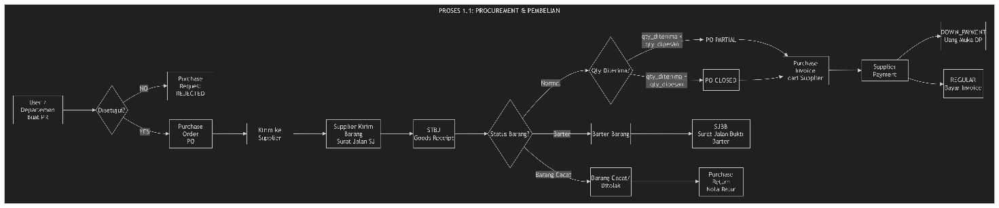 PROSES 1.1: PROCUREMENT & PEMBELIAN
User /
Departemen
Buat PR
Disetujui?
NO
Purchase
Request
REJECTED
YES
Purchase
Order
PO
Kirim ke
Supplier
Supplier Kirim
Barang
Surat Jalan SJ
STBJ
Goods Receipt
Status Barang?
Normal
Qty Diterima?
qty_diterima <
qty_dipesan
PO PARTIAL
qty_diterima
qty_dipesan
PO CLOSED
Purchase
Invoice
dari Supplier
Supplier
Payment
DOWN_PAYMENT
Uang Muka DP
REGULAR
Bayar Invoice
Barter
Barter Barang
SJBB
Surat Jalan Bukti
Barter
Barang Cacat
Barang Cacat/
Ditolak
Purchase
Return
Nota Retur